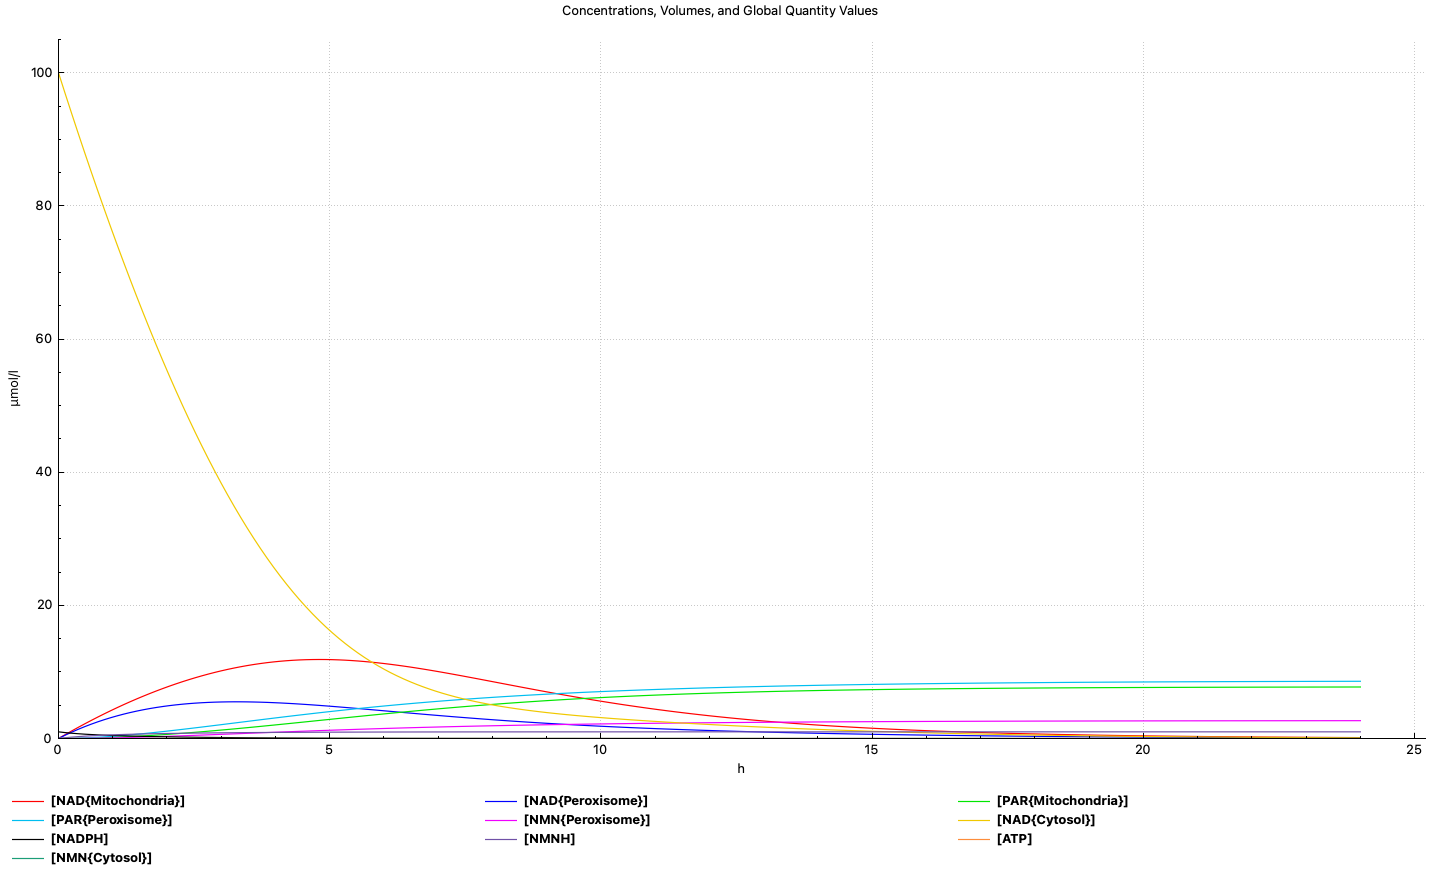 Concentrations, Volumes, and Global Quantity Values
100
80
60
40
20
0
µmol/l
0 5 10 15 20 25
h
[NAD{Mitochondria}] [NAD{Peroxisome}] [PAR{Mitochondria}]
[PAR{Peroxisome}] [NMN{Peroxisome}] [NAD{Cytosol}]
[NADPH] [NMNH] [ATP]
[NMN{Cytosol}]